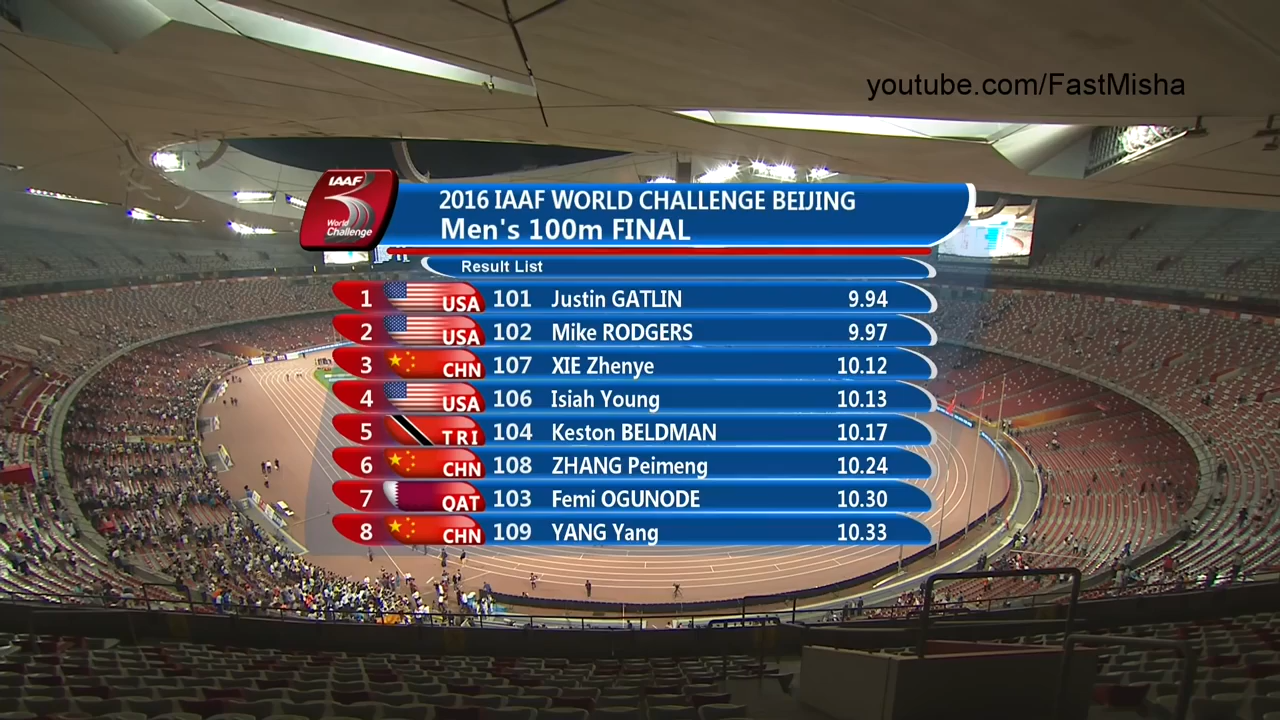 youtube.com/FastMisha
IAAF
World
Challenge
2016 IAAF WORLD CHALLENGE BEIJING
Men's 100m FINAL
Result List
1 USA 101 Justin GATLIN 9.94
2 USA 102 Mike RODGERS 9.97
3 CHN 107 XIE Zhenye 10.12
4 USA 106 Isiah Young 10.13
5 TRI 104 Keston BELDMAN 10.17
6 CHN 108 ZHANG Peimeng 10.24
7 QAT 103 Femi OGUNODE 10.30
8 CHN 109 YANG Yang 10.33